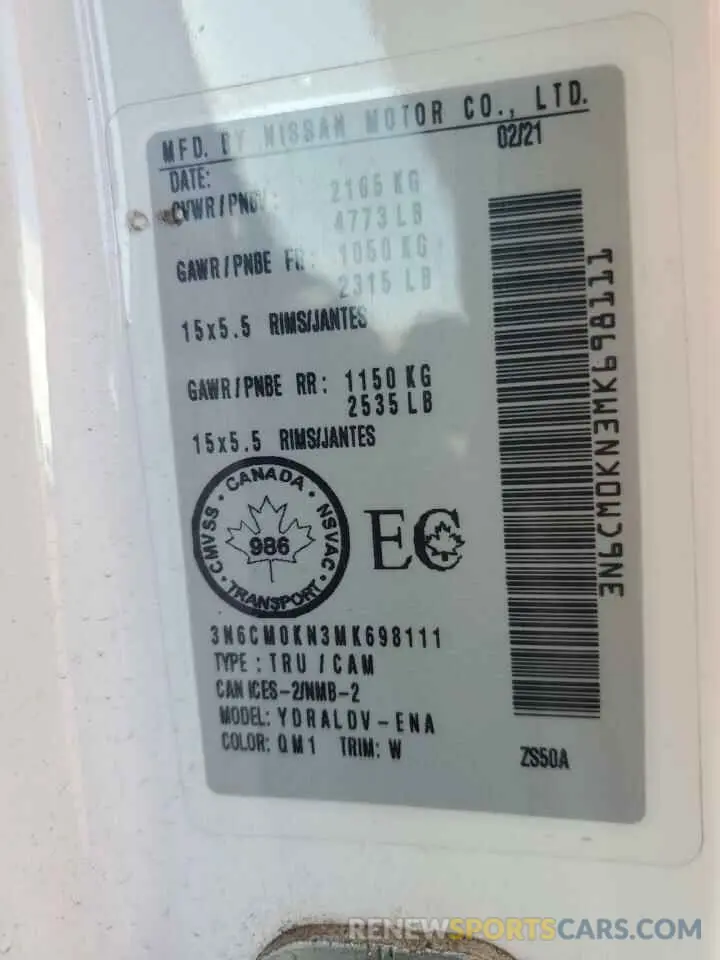 MFD. BY NISSAN MOTOR CO., LTD.
DATE: 02/21
GVWR/PNBV: 2165 KG
4773 LB
GAWR/PNBE FR: 1050 KG
2315 LB
15x5.5 RIMS/JANTES
GAWR/PNBE RR: 1150 KG
2535 LB
15x5.5 RIMS/JANTES
CANADA
CMVSS · NSVAC
986
TRANSPORT
EC
3N6CM0KN3MK698111
TYPE: TRU / CAM
CAN ICES-2/NMB-2
MODEL: YDRALDV-ENA
COLOR: QM1 TRIM: W
ZS50A
3N6CM0KN3MK698111
RENEWSPORTSCARS.COM